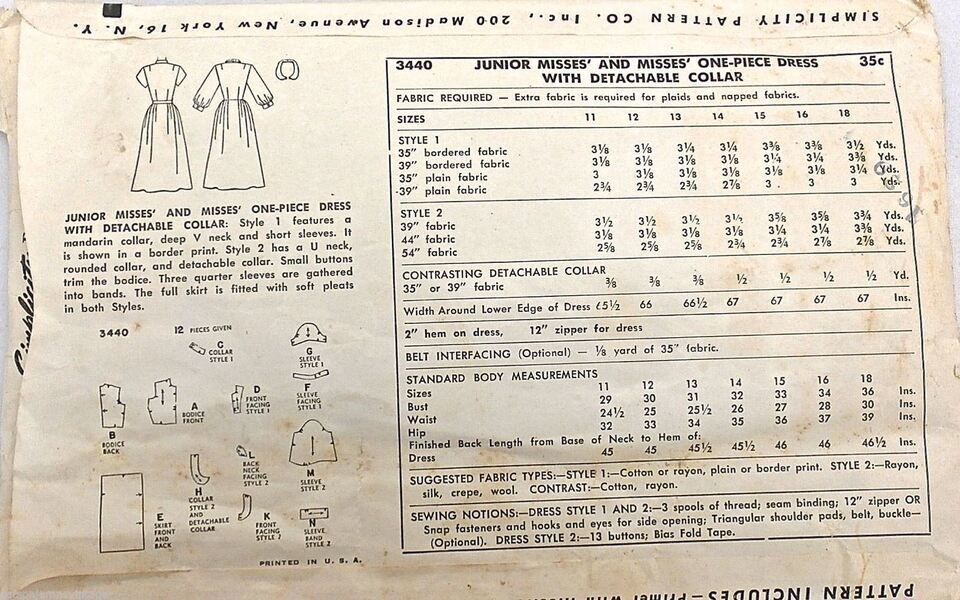 SIMPLICITY PATTERN CO. Inc., 200 Madison Avenue, New York 16, N. Y.
JUNIOR MISSES' AND MISSES' ONE-PIECE DRESS
WITH DETACHABLE COLLAR: Style 1 features a
mandarin collar, deep V neck and short sleeves. It
is shown in a border print. Style 2 has a U neck,
rounded collar, and detachable collar. Small buttons
trim the bodice. Three quarter sleeves are gathered
into bands. The full skirt is fitted with soft pleats
in both Styles.
3440 12 PIECES GIVEN
C
COLLAR
STYLE 1
G
SLEEVE
STYLE 1
A
BODICE
FRONT
B
BODICE
BACK
D
FRONT
FACING
STYLE 1
F
SLEEVE
FACING
STYLE 1
E
SKIRT
FRONT
AND
BACK
H
COLLAR
STYLE 2
AND
DETACHABLE
COLLAR
L
BACK
NECK
FACING
STYLE 2
M
SLEEVE
STYLE 2
K
FRONT
FACING
STYLE 2
N
SLEEVE
BAND
STYLE 2
PRINTED IN U. S. A.
3440 JUNIOR MISSES' AND MISSES' ONE-PIECE DRESS 35c
WITH DETACHABLE COLLAR
FABRIC REQUIRED — Extra fabric is required for plaids and napped fabrics.
SIZES 11 12 13 14 15 16 18
STYLE 1
35" bordered fabric 3⅛ 3⅛ 3¼ 3¼ 3⅜ 3⅜ 3½ Yds.
39" bordered fabric 3⅛ 3⅛ 3⅛ 3⅛ 3¼ 3¼ 3⅜ Yds.
35" plain fabric 3 3⅛ 3⅛ 3⅛ 3⅛ 3⅛ 3¼ Yds.
39" plain fabric 2¾ 2¾ 2¾ 2⅞ 3 3 3 Yds.
STYLE 2
39" fabric 3½ 3½ 3½ 3½ 3⅝ 3⅝ 3¾ Yds.
44" fabric 3⅛ 3⅛ 3⅛ 3⅛ 3¼ 3¼ 3⅜ Yds.
54" fabric 2⅝ 2⅝ 2⅝ 2¾ 2¾ 2⅞ 2⅞ Yds.
CONTRASTING DETACHABLE COLLAR
35" or 39" fabric ⅜ ⅜ ⅜ ½ ½ ½ ½ Yd.
Width Around Lower Edge of Dress 65½ 66 66½ 67 67 67 67 Ins.
2" hem on dress, 12" zipper for dress
BELT INTERFACING (Optional) — ⅛ yard of 35" fabric.
STANDARD BODY MEASUREMENTS
Sizes 11 12 13 14 15 16 18
Bust 29 30 31 32 33 34 36 Ins.
Waist 24½ 25 25½ 26 27 28 30 Ins.
Hip 32 33 34 35 36 37 39 Ins.
Finished Back Length from Base of Neck to Hem of:
Dress 45 45 45½ 45½ 46 46 46½ Ins.
SUGGESTED FABRIC TYPES:—STYLE 1:—Cotton or rayon, plain or border print. STYLE 2:—Rayon,
silk, crepe, wool. CONTRAST:—Cotton, rayon.
SEWING NOTIONS:—DRESS STYLE 1 AND 2:—3 spools of thread; seam binding; 12" zipper OR
Snap fasteners and hooks and eyes for side opening; Triangular shoulder pads, belt, buckle—
(Optional). DRESS STYLE 2:—13 buttons; Bias Fold Tape.
PATTERN INCLUDES—Primer with